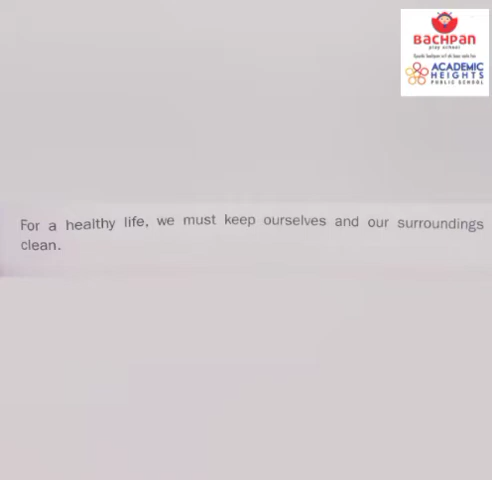 BACHPAN
play school
ACADEMIC
HEIGHTS
PUBLIC SCHOOL
For a healthy life, we must keep ourselves and our surroundings
clean.